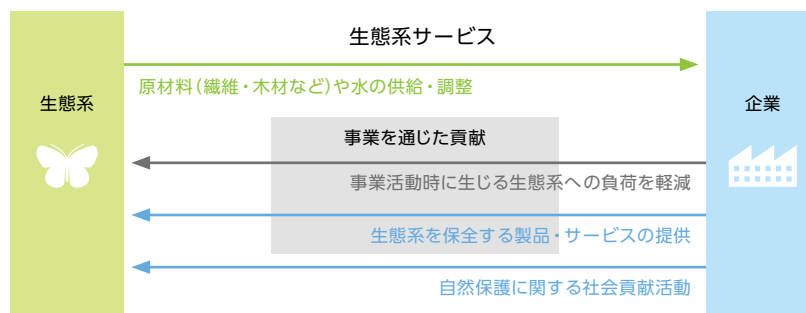 生態系サービス
原材料（繊維・木材など）や水の供給・調整
生態系
企業
事業を通じた貢献
事業活動時に生じる生態系への負荷を軽減
生態系を保全する製品・サービスの提供
自然保護に関する社会貢献活動